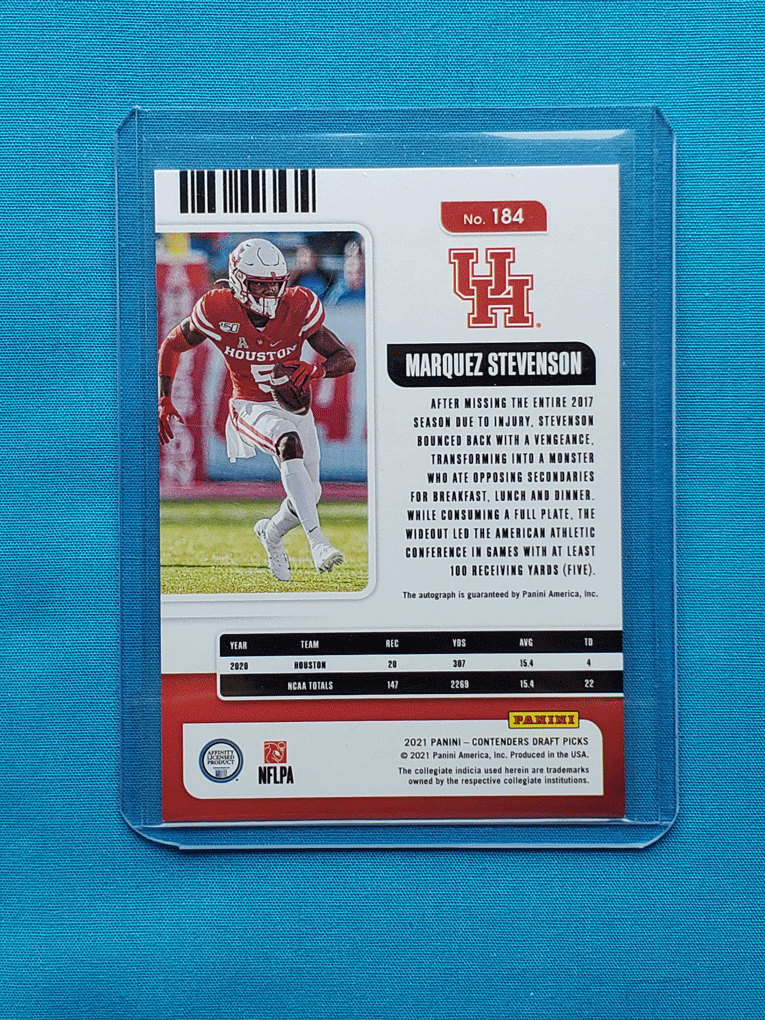 No. 184
UH
MARQUEZ STEVENSON
AFTER MISSING THE ENTIRE 2017
SEASON DUE TO INJURY, STEVENSON
BOUNCED BACK WITH A VENGEANCE,
TRANSFORMING INTO A MONSTER
WHO ATE OPPOSING SECONDARIES
FOR BREAKFAST, LUNCH AND DINNER.
WHILE CONSUMING A FULL PLATE, THE
WIDEOUT LED THE AMERICAN ATHLETIC
CONFERENCE IN GAMES WITH AT LEAST
100 RECEIVING YARDS (FIVE).
The autograph is guaranteed by Panini America, Inc.
150
A
HOUSTON
5
YEAR TEAM REC YDS AVG TD
2020 HOUSTON 20 307 15.4 4
NCAA TOTALS 147 2269 15.4 22
PANINI
AFFINITY
LICENSED
PRODUCT
NFLPA
2021 PANINI – CONTENDERS DRAFT PICKS
© 2021 Panini America, Inc. Produced in the USA.
The collegiate indicia used herein are trademarks
owned by the respective collegiate institutions.